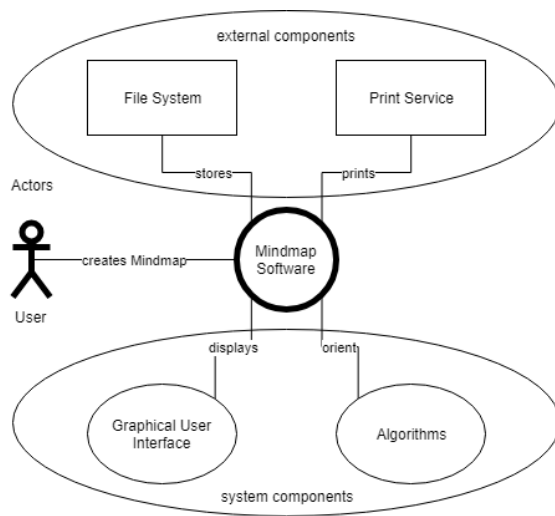 external components
File System
Print Service
stores
prints
Actors
creates Mindmap
Mindmap
Software
User
displays
orient
Graphical User
Interface
Algorithms
system components